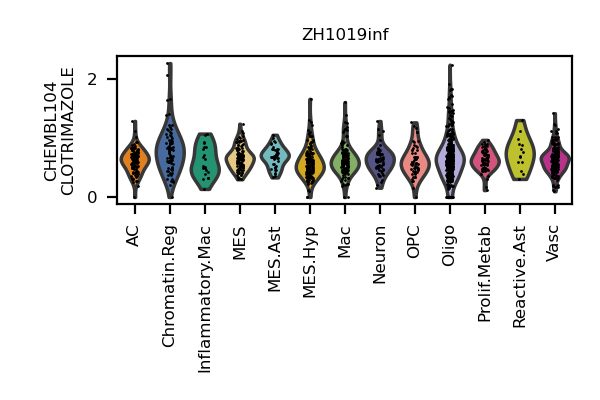 ZH1019inf
CHEMBL104
CLOTRIMAZOLE
2
0
AC
Chromatin.Reg
Inflammatory.Mac
MES
MES.Ast
MES.Hyp
Mac
Neuron
OPC
Oligo
Prolif.Metab
Reactive.Ast
Vasc